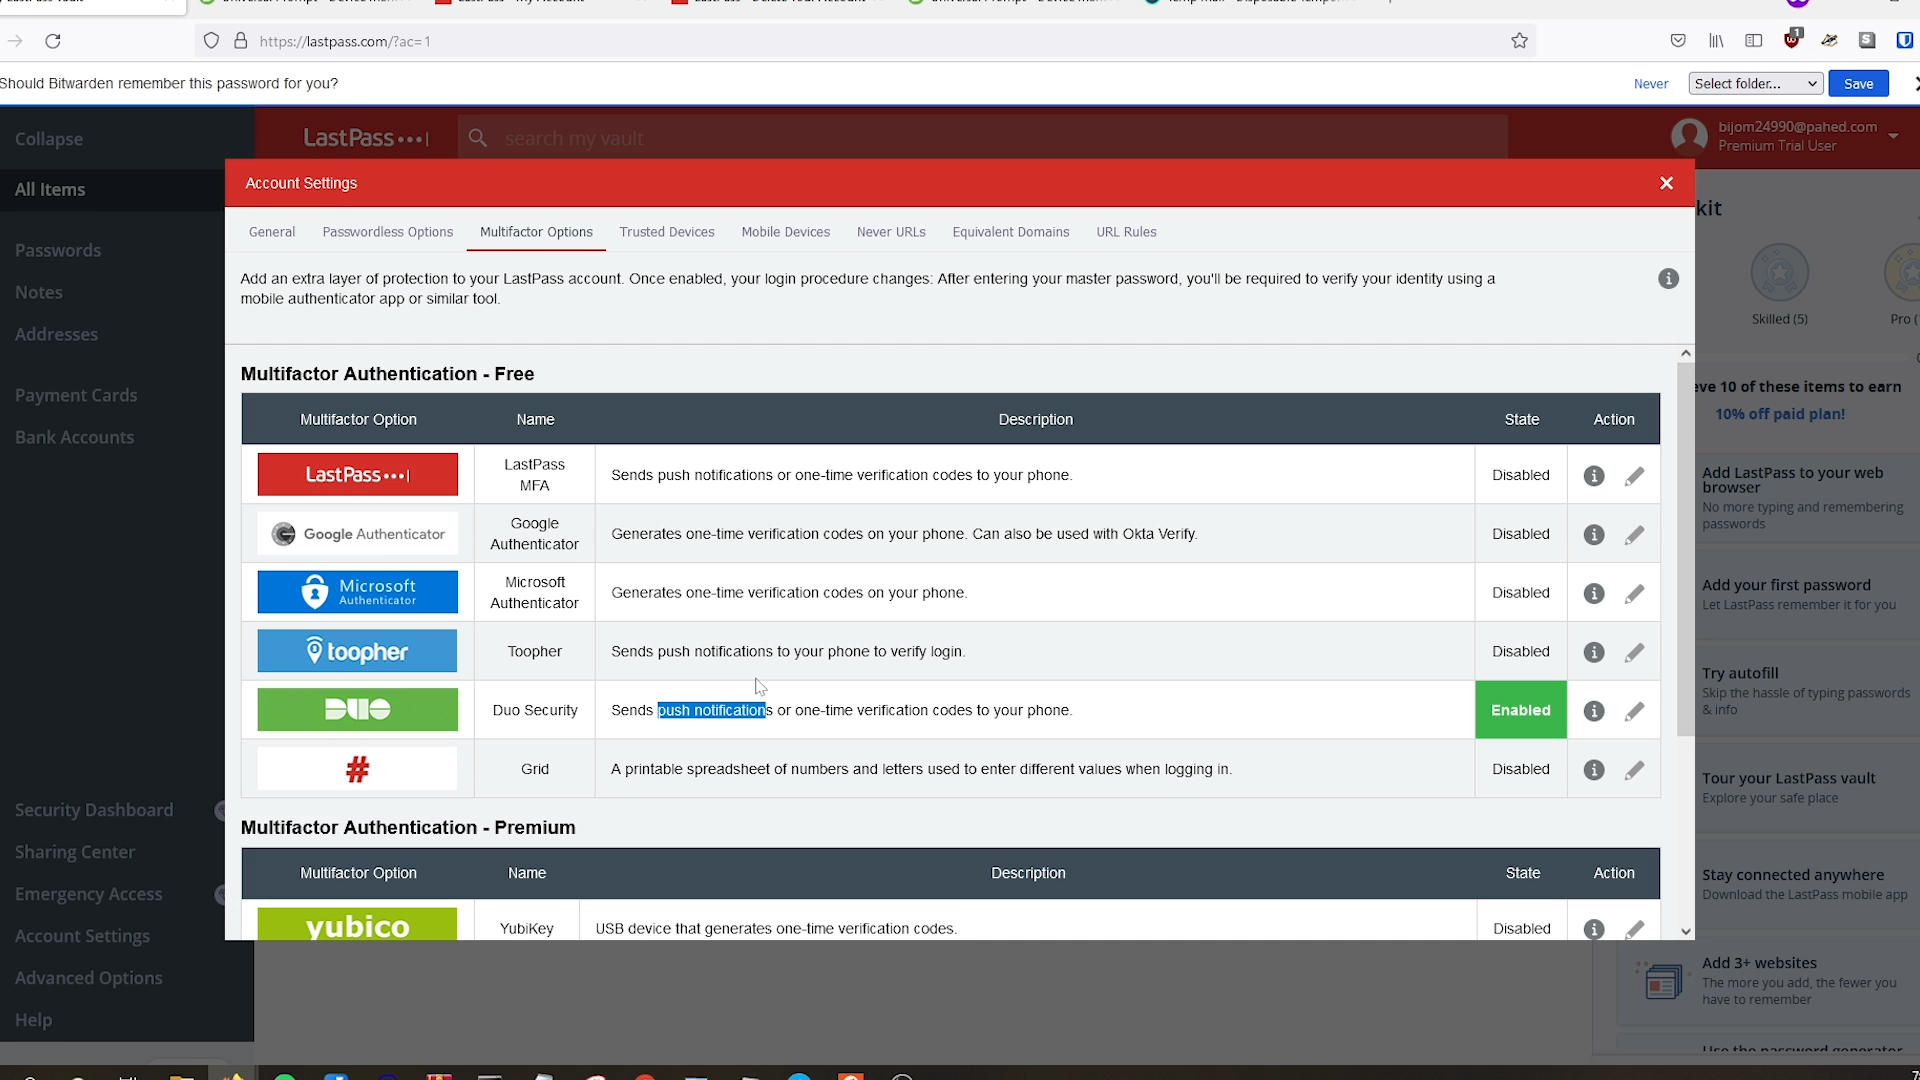 https://lastpass.com/?ac=1
1
Should Bitwarden remember this password for you?
Never
Select folder...
Save
Collapse
LastPass
search my vault
bijom24990@pahed.com
Premium Trial User
All Items
Account Settings
General
Passwordless Options
Multifactor Options
Trusted Devices
Mobile Devices
Never URLs
Equivalent Domains
URL Rules
Add an extra layer of protection to your LastPass account. Once enabled, your login procedure changes: After entering your master password, you'll be required to verify your identity using a
mobile authenticator app or similar tool.
Passwords
Notes
Addresses
Payment Cards
Bank Accounts
Security Dashboard
Sharing Center
Emergency Access
Account Settings
Advanced Options
Help
Multifactor Authentication - Free
Multifactor Option
Name
Description
State
Action
LastPass
LastPass
MFA
Sends push notifications or one-time verification codes to your phone.
Disabled
Google Authenticator
Google
Authenticator
Generates one-time verification codes on your phone. Can also be used with Okta Verify.
Disabled
Microsoft
Authenticator
Microsoft
Authenticator
Generates one-time verification codes on your phone.
Disabled
toopher
Toopher
Sends push notifications to your phone to verify login.
Disabled
DUO
Duo Security
Sends push notifications or one-time verification codes to your phone.
Enabled
#
Grid
A printable spreadsheet of numbers and letters used to enter different values when logging in.
Disabled
Multifactor Authentication - Premium
Multifactor Option
Name
Description
State
Action
yubico
YubiKey
USB device that generates one-time verification codes.
Disabled
kit
Skilled (5)
Pro (
eve 10 of these items to earn
10% off paid plan!
Add LastPass to your web
browser
No more typing and remembering
passwords
Add your first password
Let LastPass remember it for you
Try autofill
Skip the hassle of typing passwords
& info
Tour your LastPass vault
Explore your safe place
Stay connected anywhere
Download the LastPass mobile app
Add 3+ websites
The more you add, the fewer you
have to remember